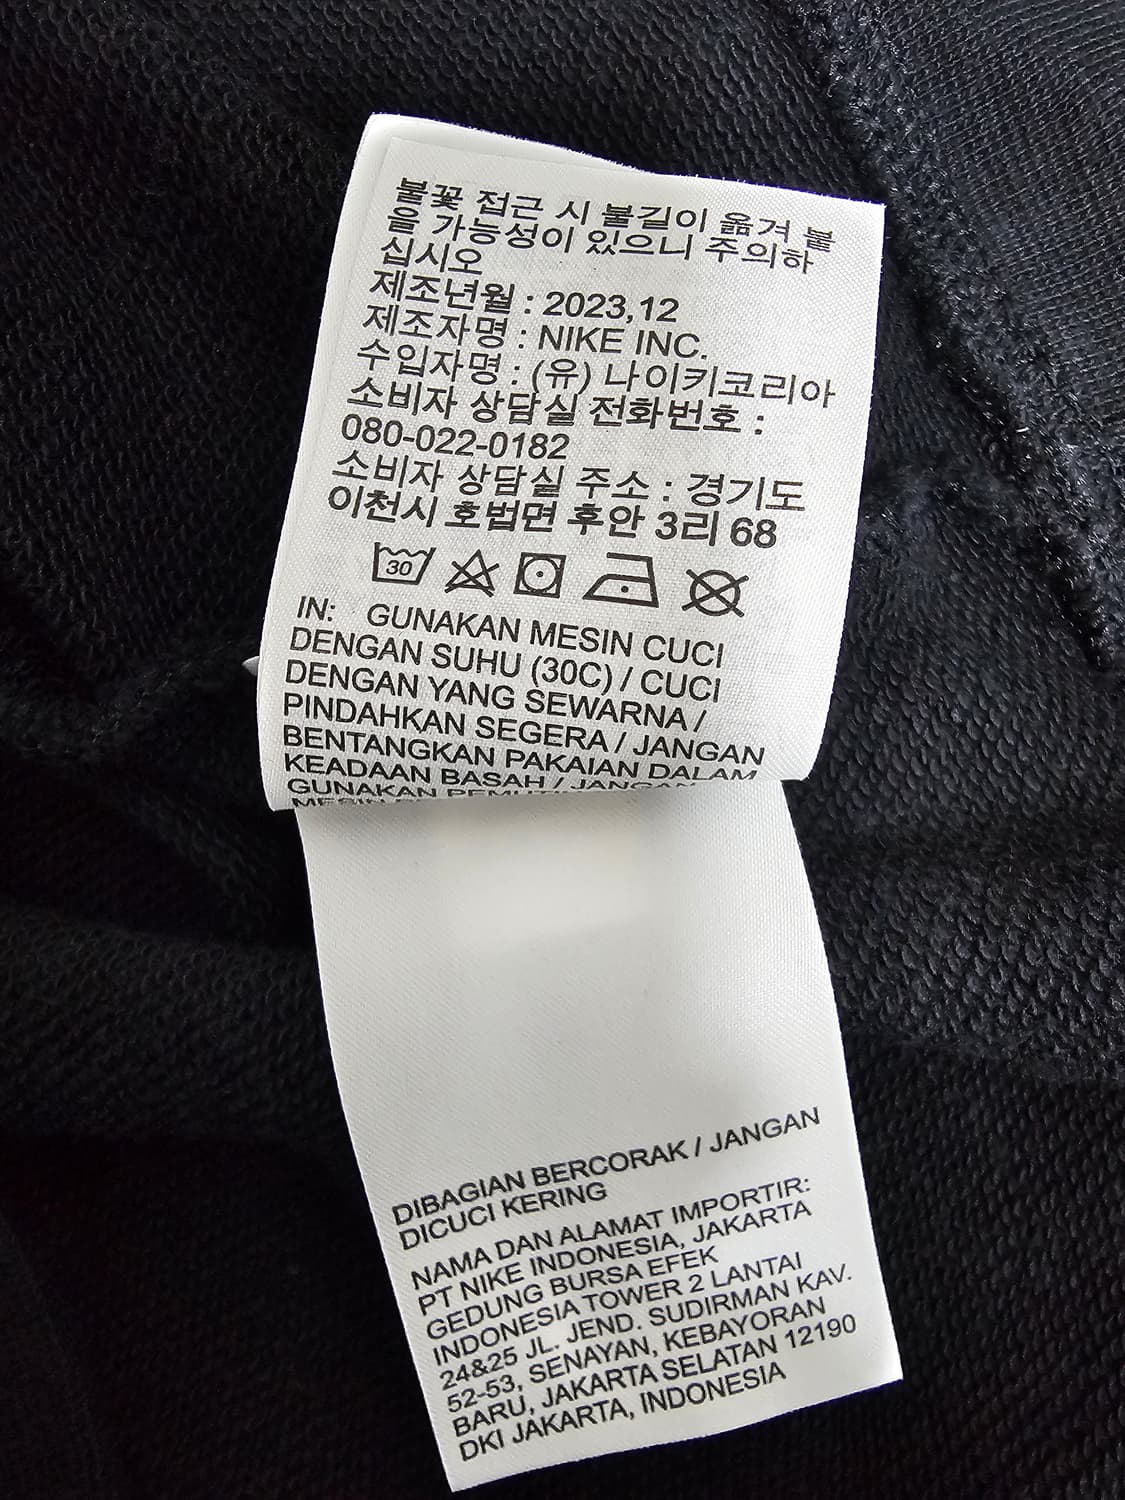 불꽃 접근 시 불길이 옮겨 붙
을 가능성이 있으니 주의하
십시오
제조년월 : 2023,12
제조자명 : NIKE INC.
수입자명 : (유) 나이키코리아
소비자 상담실 전화번호 :
080-022-0182
소비자 상담실 주소 : 경기도
이천시 호법면 후안 3리 68
30
IN: GUNAKAN MESIN CUCI
DENGAN SUHU (30C) / CUCI
DENGAN YANG SEWARNA /
PINDAHKAN SEGERA / JANGAN
BENTANGKAN PAKAIAN DALAM
KEADAAN BASAH / JANGAN
GUNAKAN
MESIN
DIBAGIAN BERCORAK / JANGAN
DICUCI KERING
NAMA DAN ALAMAT IMPORTIR:
PT NIKE INDONESIA, JAKARTA
GEDUNG BURSA EFEK
INDONESIA TOWER 2 LANTAI
24&25 JL. JEND. SUDIRMAN KAV.
52-53, SENAYAN, KEBAYORAN
BARU, JAKARTA SELATAN 12190
DKI JAKARTA, INDONESIA